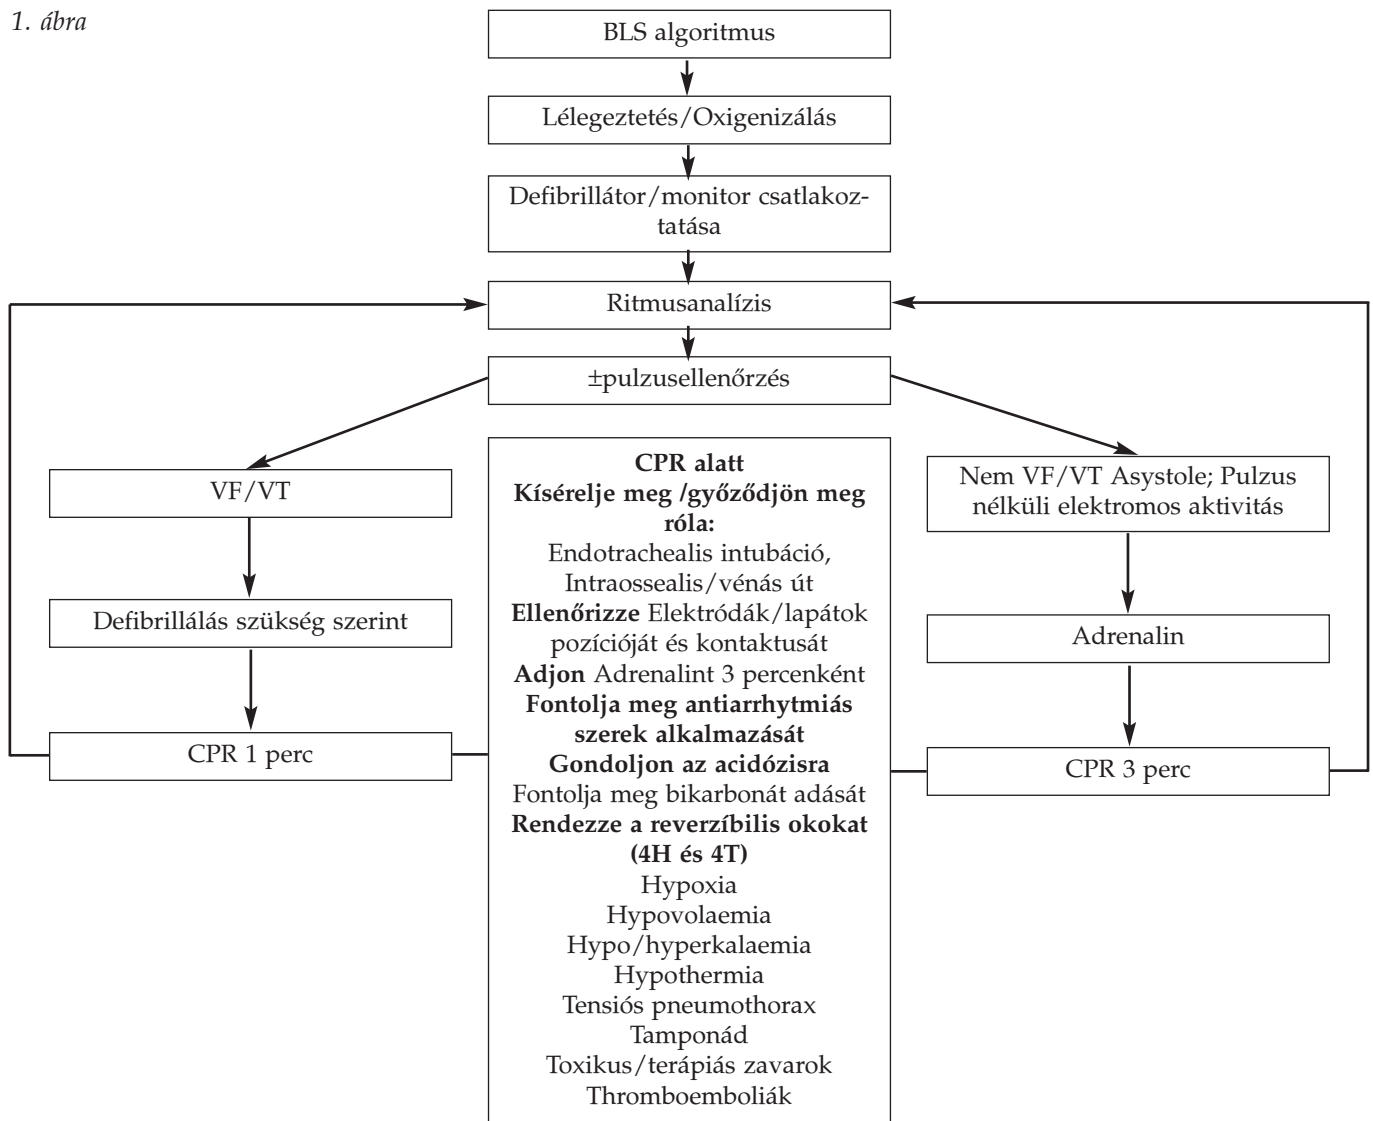 1. ábra
BLS algoritmus
Lélegeztetés/Oxigenizálás
Defibrillátor/monitor csatlakoz-
tatása
Ritmusanalízis
±pulzusellenőrzés
VF/VT
Defibrillálás szükség szerint
CPR 1 perc
CPR alatt
Kísérelje meg /győződjön meg
róla:
Endotrachealis intubáció,
Intraossealis/vénás út
Ellenőrizze Elektródák/lapátok
pozícióját és kontaktusát
Adjon Adrenalint 3 percenként
Fontolja meg antiarrhytmiás
szerek alkalmazását
Gondoljon az acidózisra
Fontolja meg bikarbonát adását
Rendezze a reverzíbilis okokat
(4H és 4T)
Hypoxia
Hypovolaemia
Hypo/hyperkalaemia
Hypothermia
Tensiós pneumothorax
Tamponád
Toxikus/terápiás zavarok
Thromboemboliák
Nem VF/VT Asystole; Pulzus
nélküli elektromos aktivitás
Adrenalin
CPR 3 perc